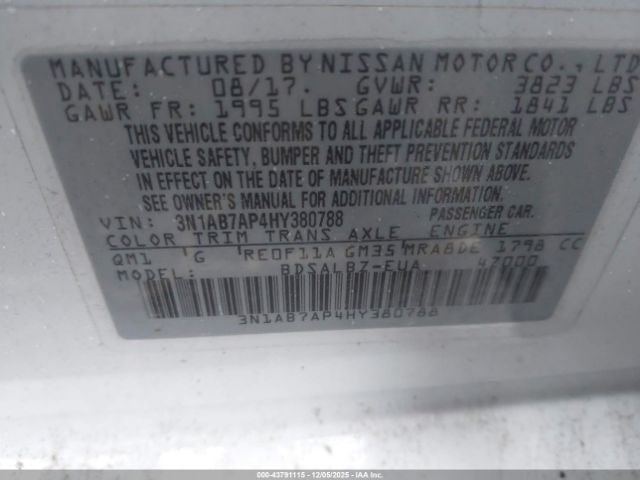 MANUFACTURED BY NISSAN MOTOR CO., LTD
DATE: 08/17. GVWR: 3823 LBS
GAWR FR: 1995 LBS GAWR RR: 1841 LBS
THIS VEHICLE CONFORMS TO ALL APPLICABLE FEDERAL MOTOR
VEHICLE SAFETY, BUMPER AND THEFT PREVENTION STANDARDS
IN EFFECT ON THE DATE OF MANUFACTURE SHOWN ABOVE.
SEE OWNER'S MANUAL FOR ADDITIONAL INFORMATION.
VIN: 3N1AB7AP4HY380788 PASSENGER CAR.
COLOR TRIM TRANS AXLE ENGINE
QM1 G RE0F11A GM35 MRA8DE 1798 CC
MODEL: BDSALBZ-EUA 47000
3N1AB7AP4HY380788
000-43791115 - 12/05/2025 - IAA Inc.